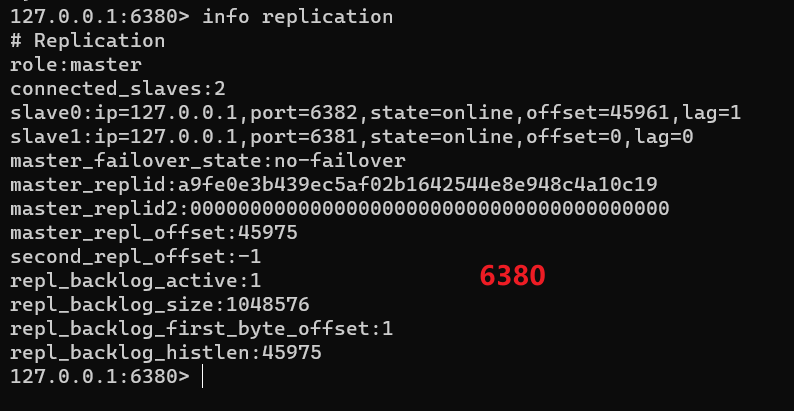 127.0.0.1:6380> info replication
# Replication
role:master
connected_slaves:2
slave0:ip=127.0.0.1,port=6382,state=online,offset=45961,lag=1
slave1:ip=127.0.0.1,port=6381,state=online,offset=0,lag=0
master_failover_state:no-failover
master_replid:a9fe0e3b439ec5af02b1642544e8e948c4a10c19
master_replid2:0000000000000000000000000000000000000000
master_repl_offset:45975
second_repl_offset:-1
repl_backlog_active:1
6380
repl_backlog_size:1048576
repl_backlog_first_byte_offset:1
repl_backlog_histlen:45975
127.0.0.1:6380>